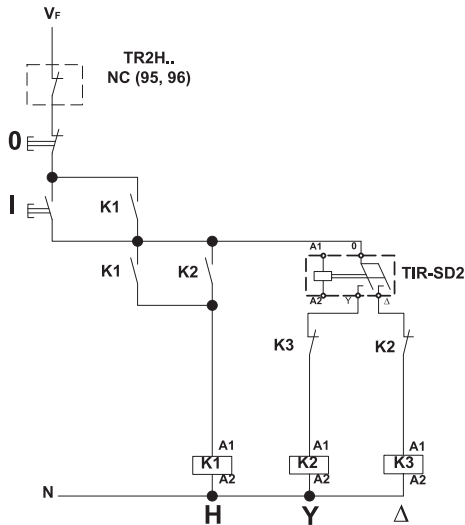 VF
TR2H..
NC (95, 96)
0
I
K1
K1
K2
A1
0
TIR-SD2
A2
Y
Δ
K3
K2
A1
A1
A1
K1
K2
K3
A2
A2
A2
N
H
Y
Δ